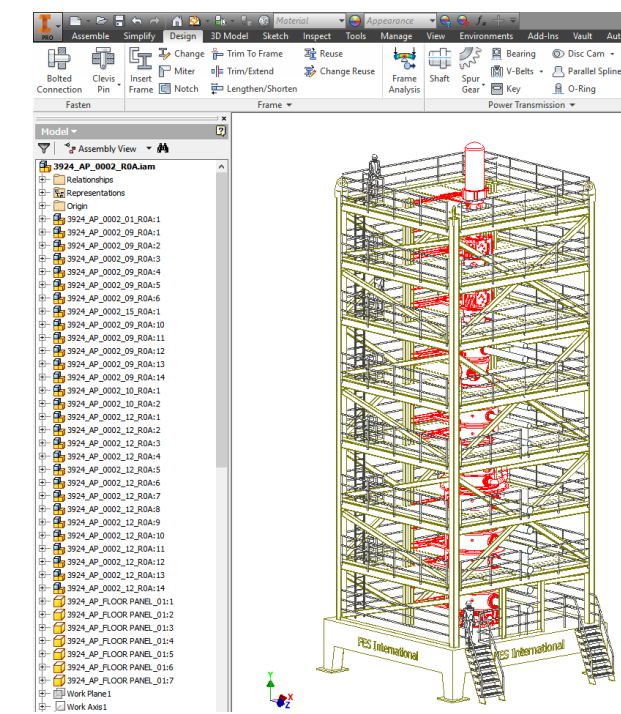 Material Appearance
PRO Assemble Simplify Design 3D Model Sketch Inspect Tools Manage View Environments Add-Ins Vault Aut
Change Trim To Frame Reuse Bearing Disc Cam
Miter Trim/Extend Change Reuse V-Belts Parallel Spline
Bolted Connection Clevis Pin Insert Frame Notch Lengthen/Shorten Frame Analysis Shaft Spur Gear Key O-Ring
Fasten Frame Power Transmission
Model
Assembly View
3924_AP_0002_R0A.iam
Relationships
Representations
Origin
3924_AP_0002_01_R0A:1
3924_AP_0002_09_R0A:1
3924_AP_0002_09_R0A:2
3924_AP_0002_09_R0A:3
3924_AP_0002_09_R0A:4
3924_AP_0002_09_R0A:5
3924_AP_0002_09_R0A:6
3924_AP_0002_15_R0A:1
3924_AP_0002_09_R0A:10
3924_AP_0002_09_R0A:11
3924_AP_0002_09_R0A:12
3924_AP_0002_09_R0A:13
3924_AP_0002_09_R0A:14
3924_AP_0002_10_R0A:1
3924_AP_0002_10_R0A:2
3924_AP_0002_12_R0A:1
3924_AP_0002_12_R0A:2
3924_AP_0002_12_R0A:3
3924_AP_0002_12_R0A:4
3924_AP_0002_12_R0A:5
3924_AP_0002_12_R0A:6
3924_AP_0002_12_R0A:7
3924_AP_0002_12_R0A:8
3924_AP_0002_12_R0A:9
3924_AP_0002_12_R0A:10
3924_AP_0002_12_R0A:11
3924_AP_0002_12_R0A:12
3924_AP_0002_12_R0A:13
3924_AP_0002_12_R0A:14
3924_AP_FLOOR PANEL_01:1
3924_AP_FLOOR PANEL_01:2
3924_AP_FLOOR PANEL_01:3
3924_AP_FLOOR PANEL_01:4
3924_AP_FLOOR PANEL_01:5
3924_AP_FLOOR PANEL_01:6
3924_AP_FLOOR PANEL_01:7
Work Plane1
Work Axis1
FES International
FES International
Y
X
Z